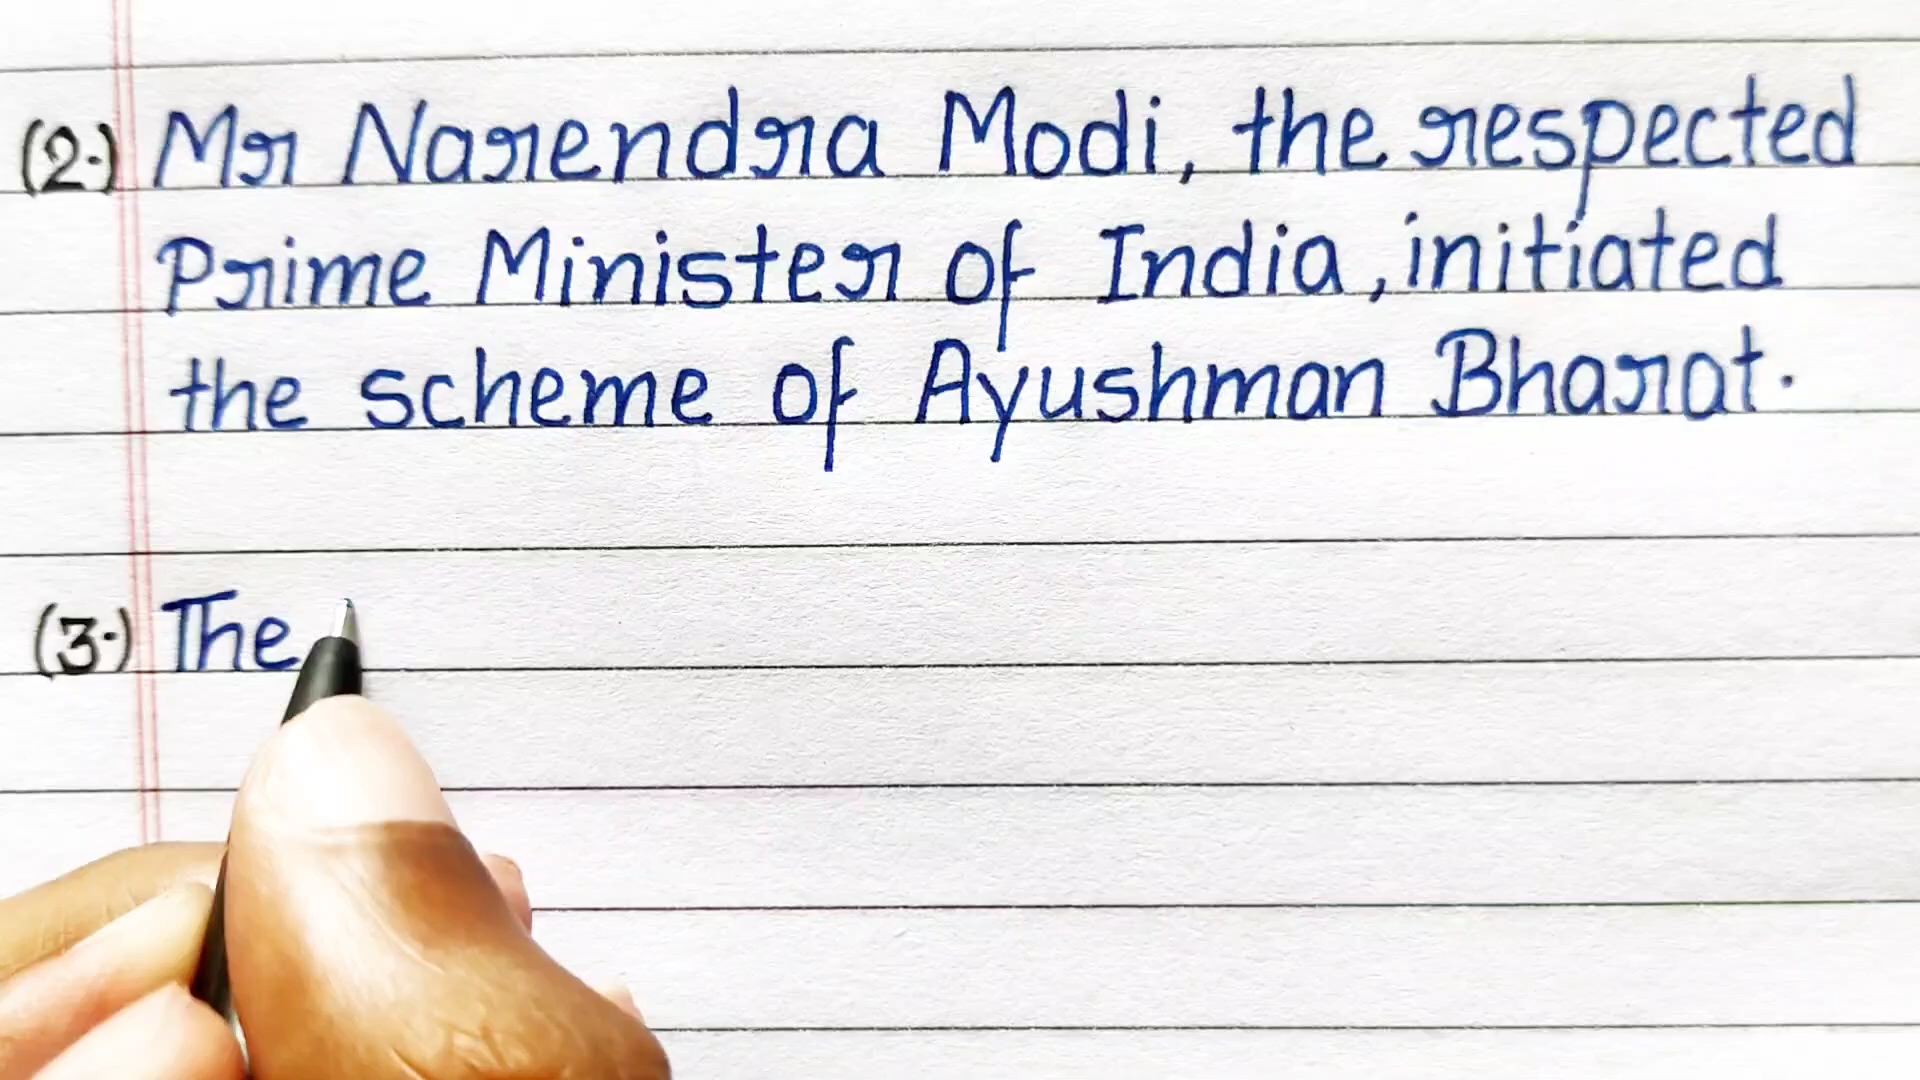 (2.) Mr Narendra Modi, the respected
Prime Minister of India, initiated
the scheme of Ayushman Bharat.
(3.) The